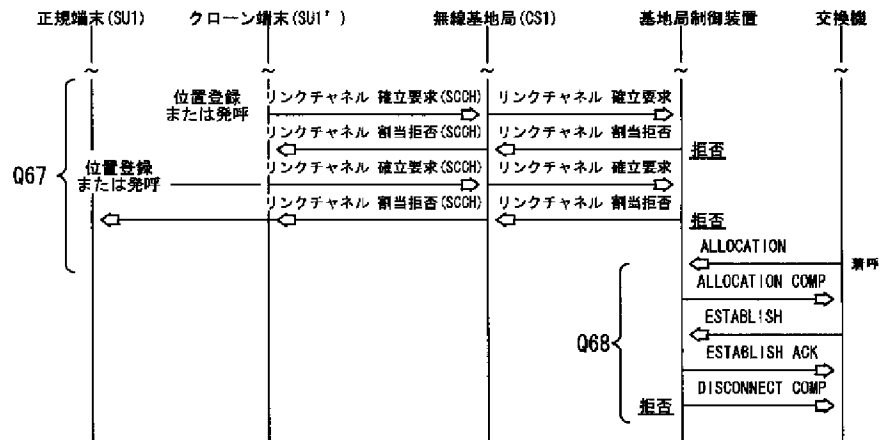 正規端末(SU1) クローン端末(SU1') 無線基地局(CS1) 基地局制御装置 交換機
位置登録 または発呼
リンクチャネル 確立要求(SCCH) リンクチャネル 確立要求
リンクチャネル 割当拒否(SCCH) リンクチャネル 割当拒否
拒否
Q67
位置登録 または発呼
リンクチャネル 確立要求(SCCH) リンクチャネル 確立要求
リンクチャネル 割当拒否(SCCH) リンクチャネル 割当拒否
拒否
ALLOCATION
着呼
ALLOCATION COMP
ESTABLISH
Q68
ESTABLISH ACK
DISCONNECT COMP
拒否